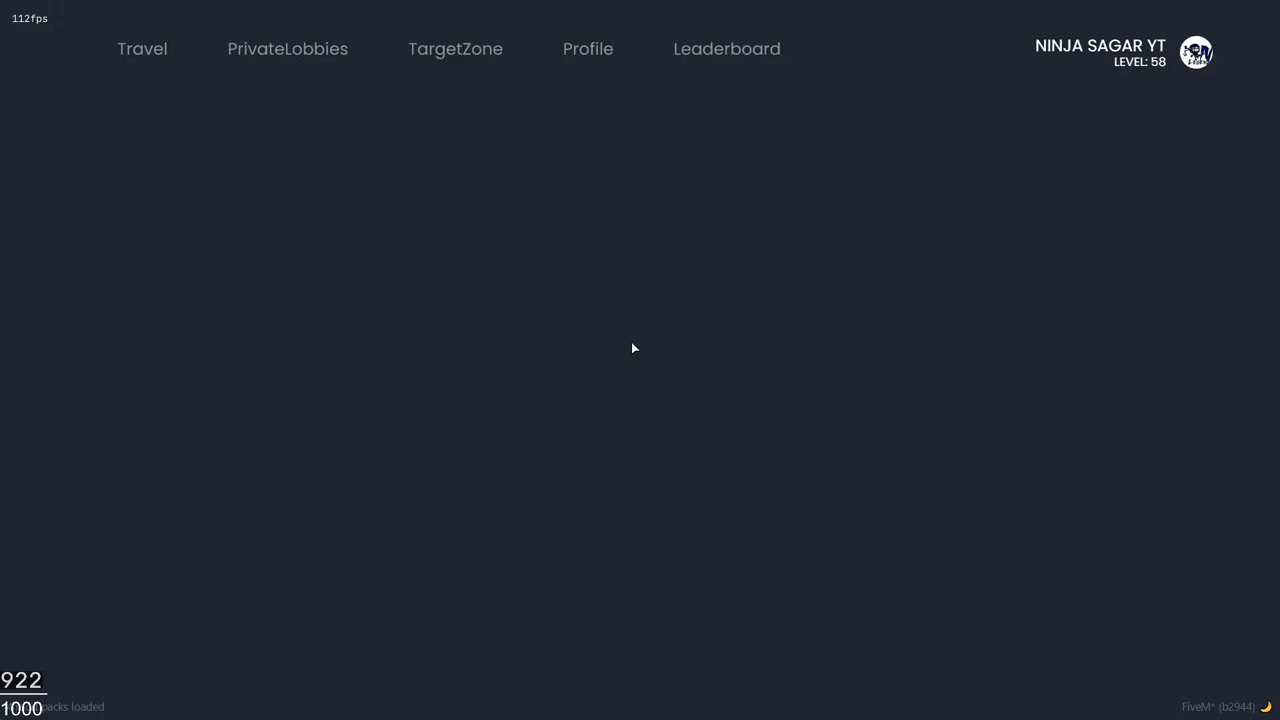 112fps
Travel PrivateLobbies TargetZone Profile Leaderboard
NINJA SAGAR YT
LEVEL: 58
922
1000
packs loaded
FiveM* (b2944)